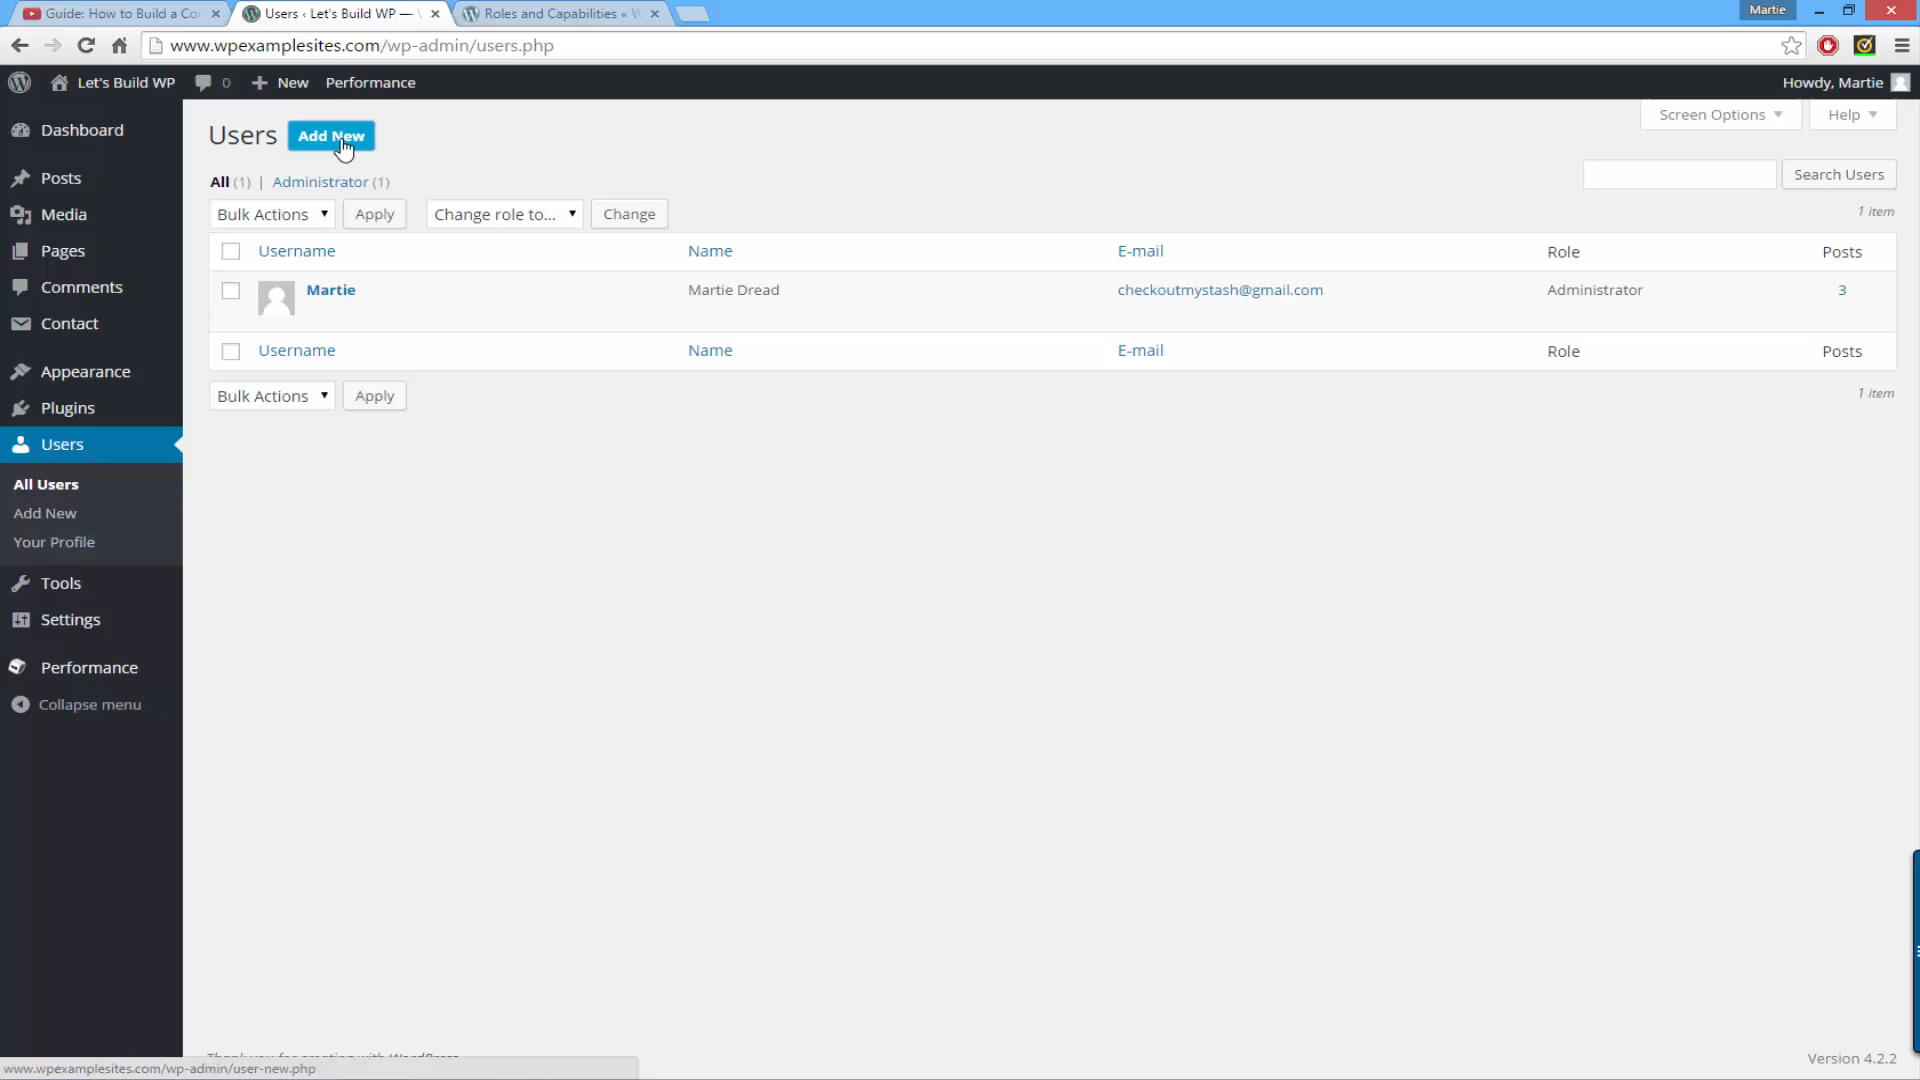 Guide: How to Build a Co
Users ‹ Let's Build WP —
Roles and Capabilities «
Martie
www.wpexamplesites.com/wp-admin/users.php
Let's Build WP
0
New
Performance
Howdy, Martie
Dashboard
Posts
Media
Pages
Comments
Contact
Appearance
Plugins
Users
All Users
Add New
Your Profile
Tools
Settings
Performance
Collapse menu
Users Add New
Screen Options
Help
All (1) | Administrator (1)
Search Users
Bulk Actions Apply Change role to... Change
1 item
Username Name E-mail Role Posts
Martie Martie Dread checkoutmystash@gmail.com Administrator 3
Username Name E-mail Role Posts
Bulk Actions Apply
1 item
Thank you for creating with WordPress
Version 4.2.2
www.wpexamplesites.com/wp-admin/user-new.php